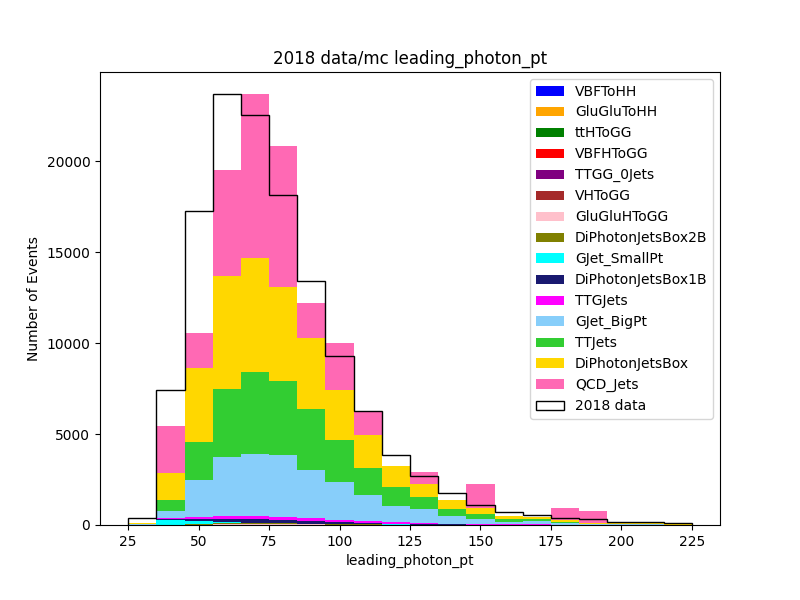 2018 data/mc leading_photon_pt
Number of Events
20000
15000
10000
5000
0
25
50
75
100
125
150
175
200
225
leading_photon_pt
VBFToHH
GluGluToHH
ttHToGG
VBFHToGG
TTGG_0Jets
VHToGG
GluGluHToGG
DiPhotonJetsBox2B
GJet_SmallPt
DiPhotonJetsBox1B
TTGJets
GJet_BigPt
TTJets
DiPhotonJetsBox
QCD_Jets
2018 data